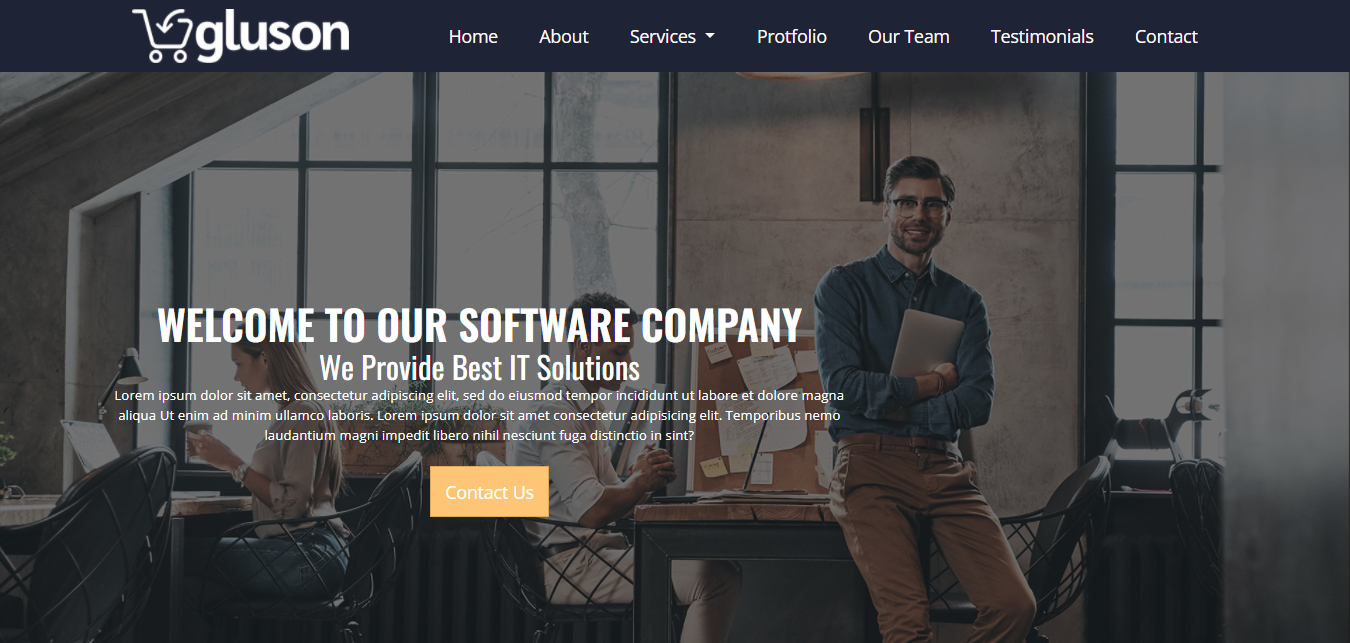 gluson
Home About Services Protfolio Our Team Testimonials Contact
WELCOME TO OUR SOFTWARE COMPANY
We Provide Best IT Solutions
Lorem ipsum dolor sit amet, consectetur adipiscing elit, sed do eiusmod tempor incididunt ut labore et dolore magna
aliqua Ut enim ad minim ullamco laboris. Lorem ipsum dolor sit amet consectetur adipisicing elit. Temporibus nemo
laudantium magni impedit libero nihil nesciunt fuga distinctio in sint?
Contact Us